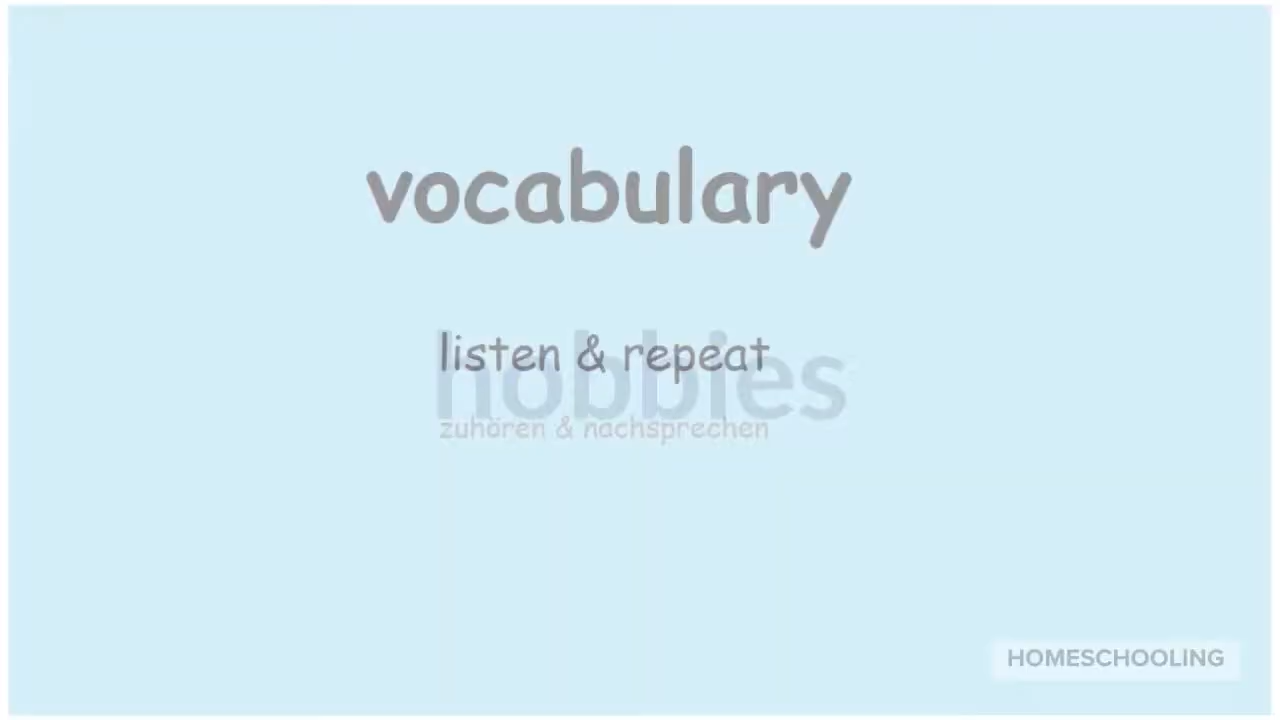 vocabulary
listen & repeat
hobbies
zuhören & nachsprechen
HOMESCHOOLING